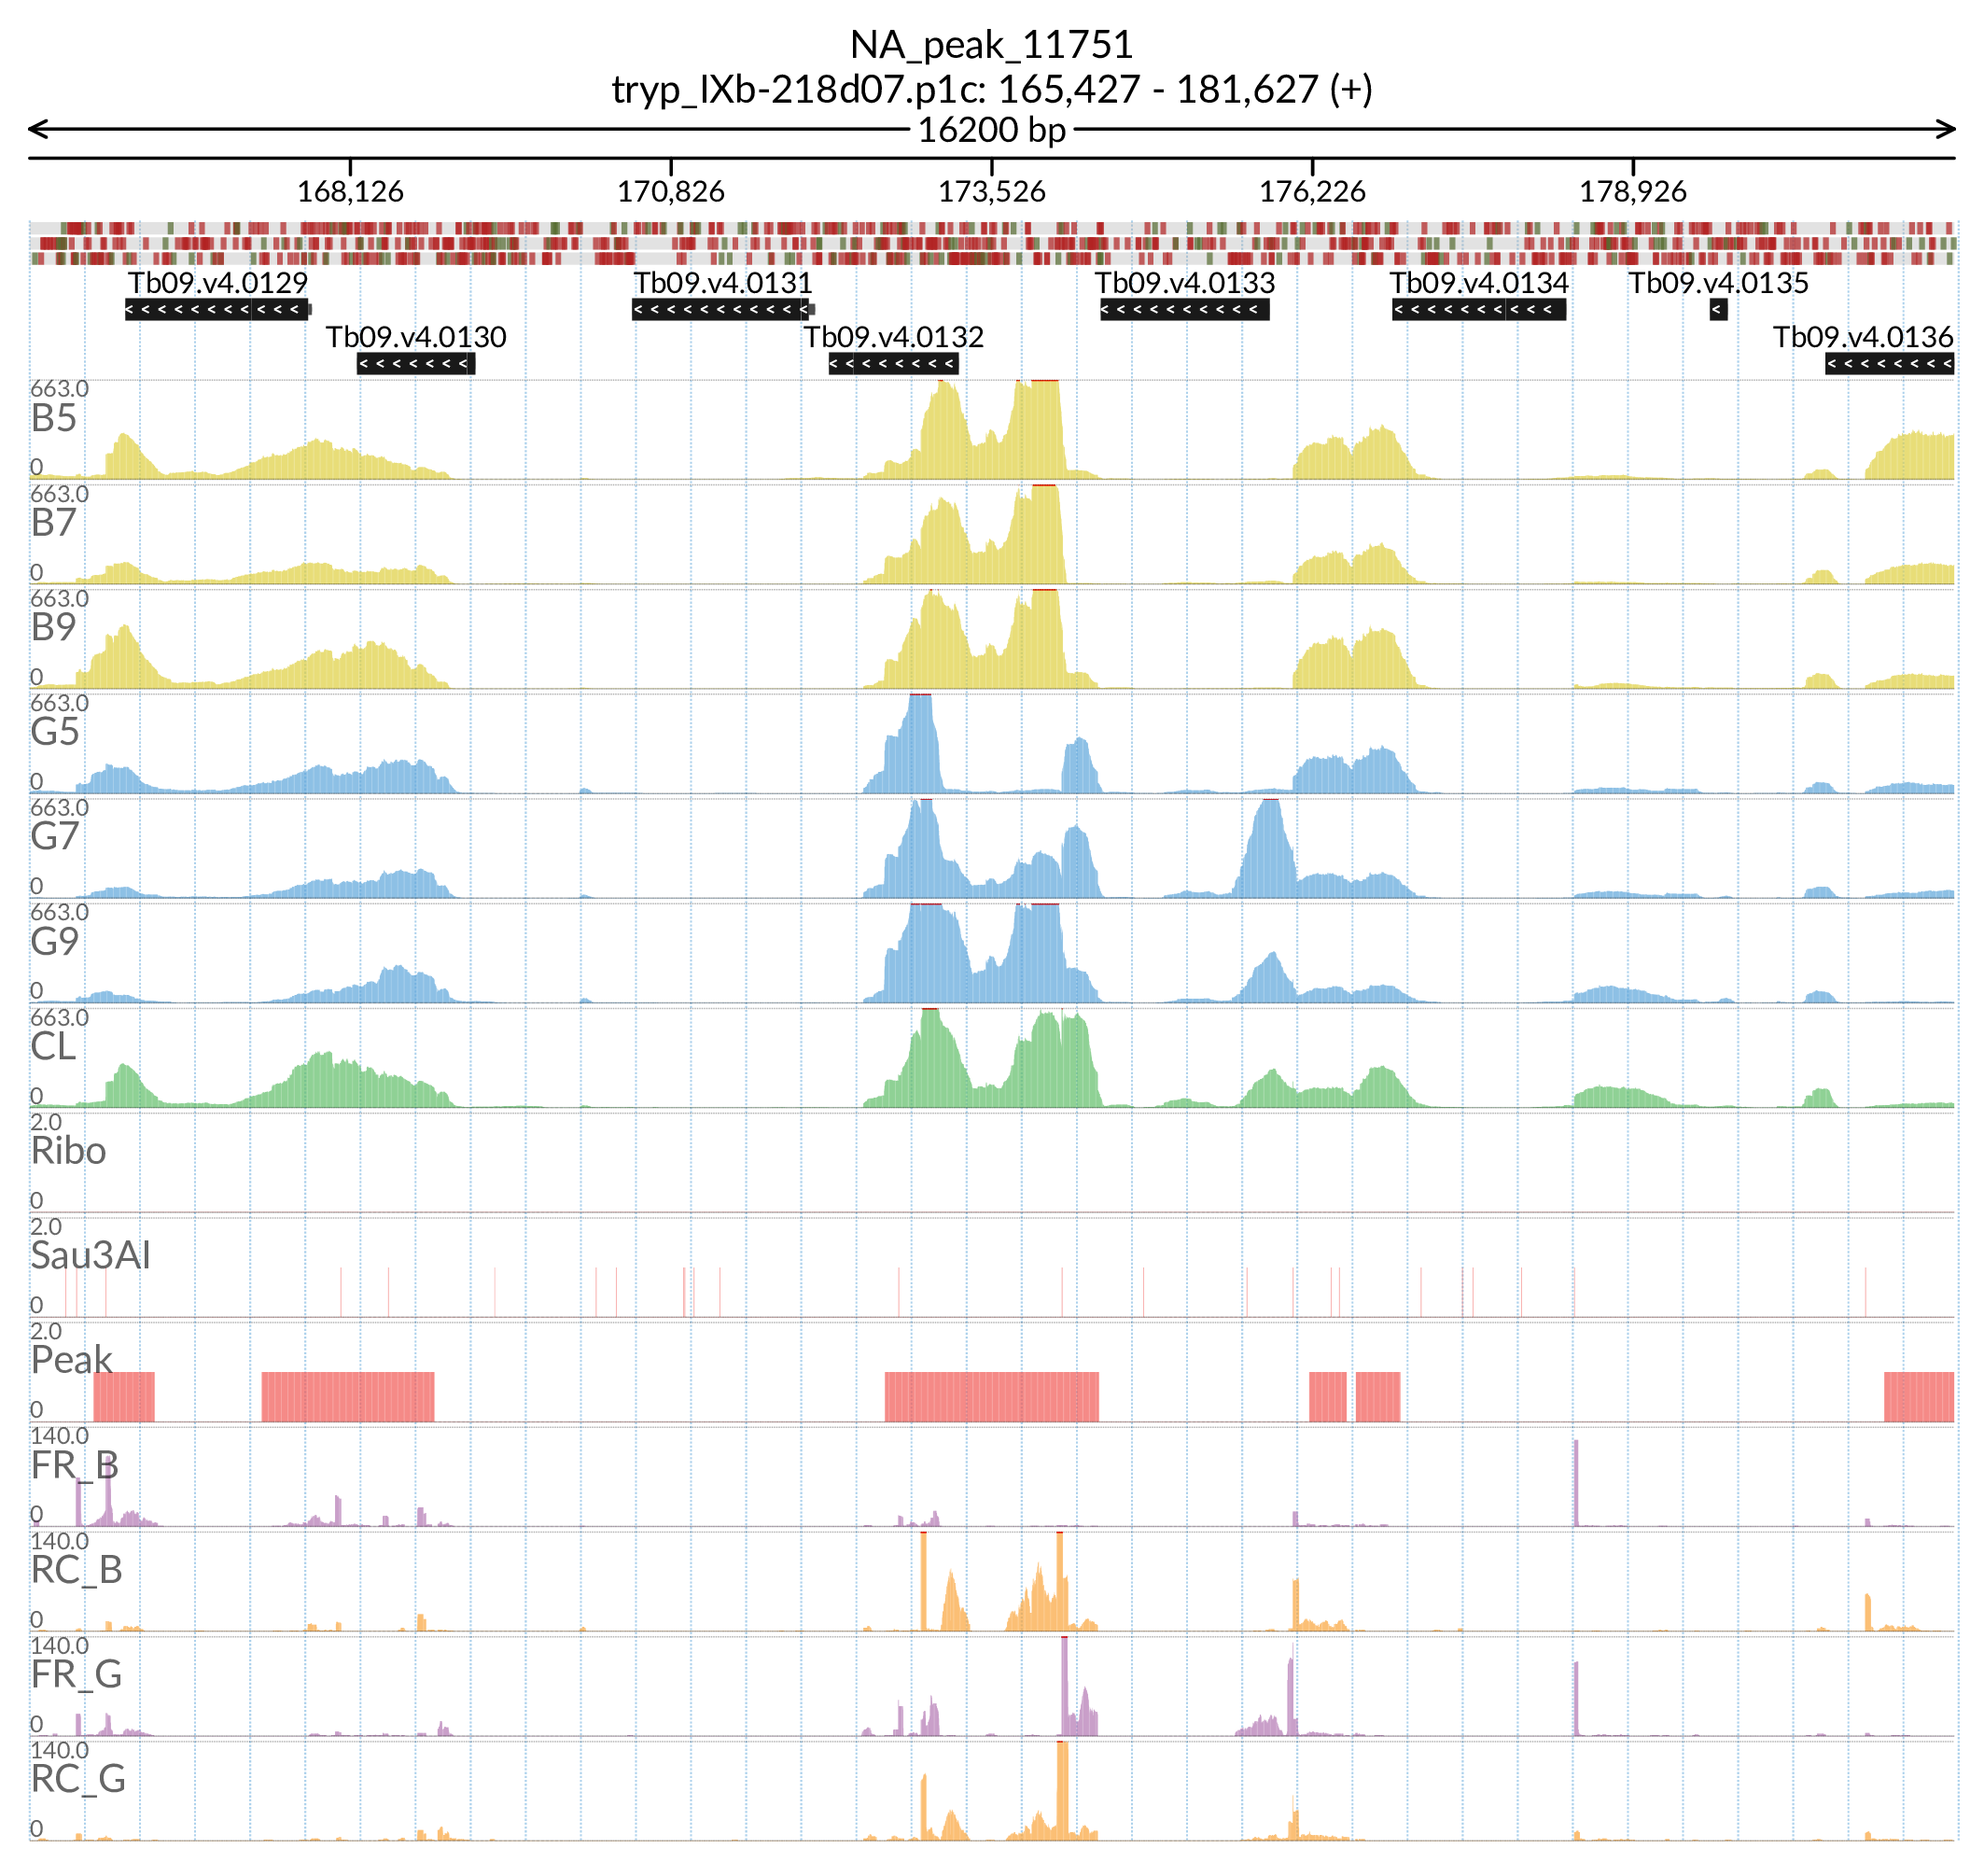 NA_peak_11751
tryp_IXb-218d07.p1c: 165,427 - 181,627 (+)
16200 bp
168,126 170,826 173,526 176,226 178,926
Tb09.v4.0129 Tb09.v4.0131 Tb09.v4.0133 Tb09.v4.0134 Tb09.v4.0135
Tb09.v4.0130 Tb09.v4.0132 Tb09.v4.0136
663.0
B5
0
663.0
B7
0
663.0
B9
0
663.0
G5
0
663.0
G7
0
663.0
G9
0
663.0
CL
0
2.0
Ribo
0
2.0
Sau3AI
0
2.0
Peak
0
140.0
FR_B
0
140.0
RC_B
0
140.0
FR_G
0
140.0
RC_G
0